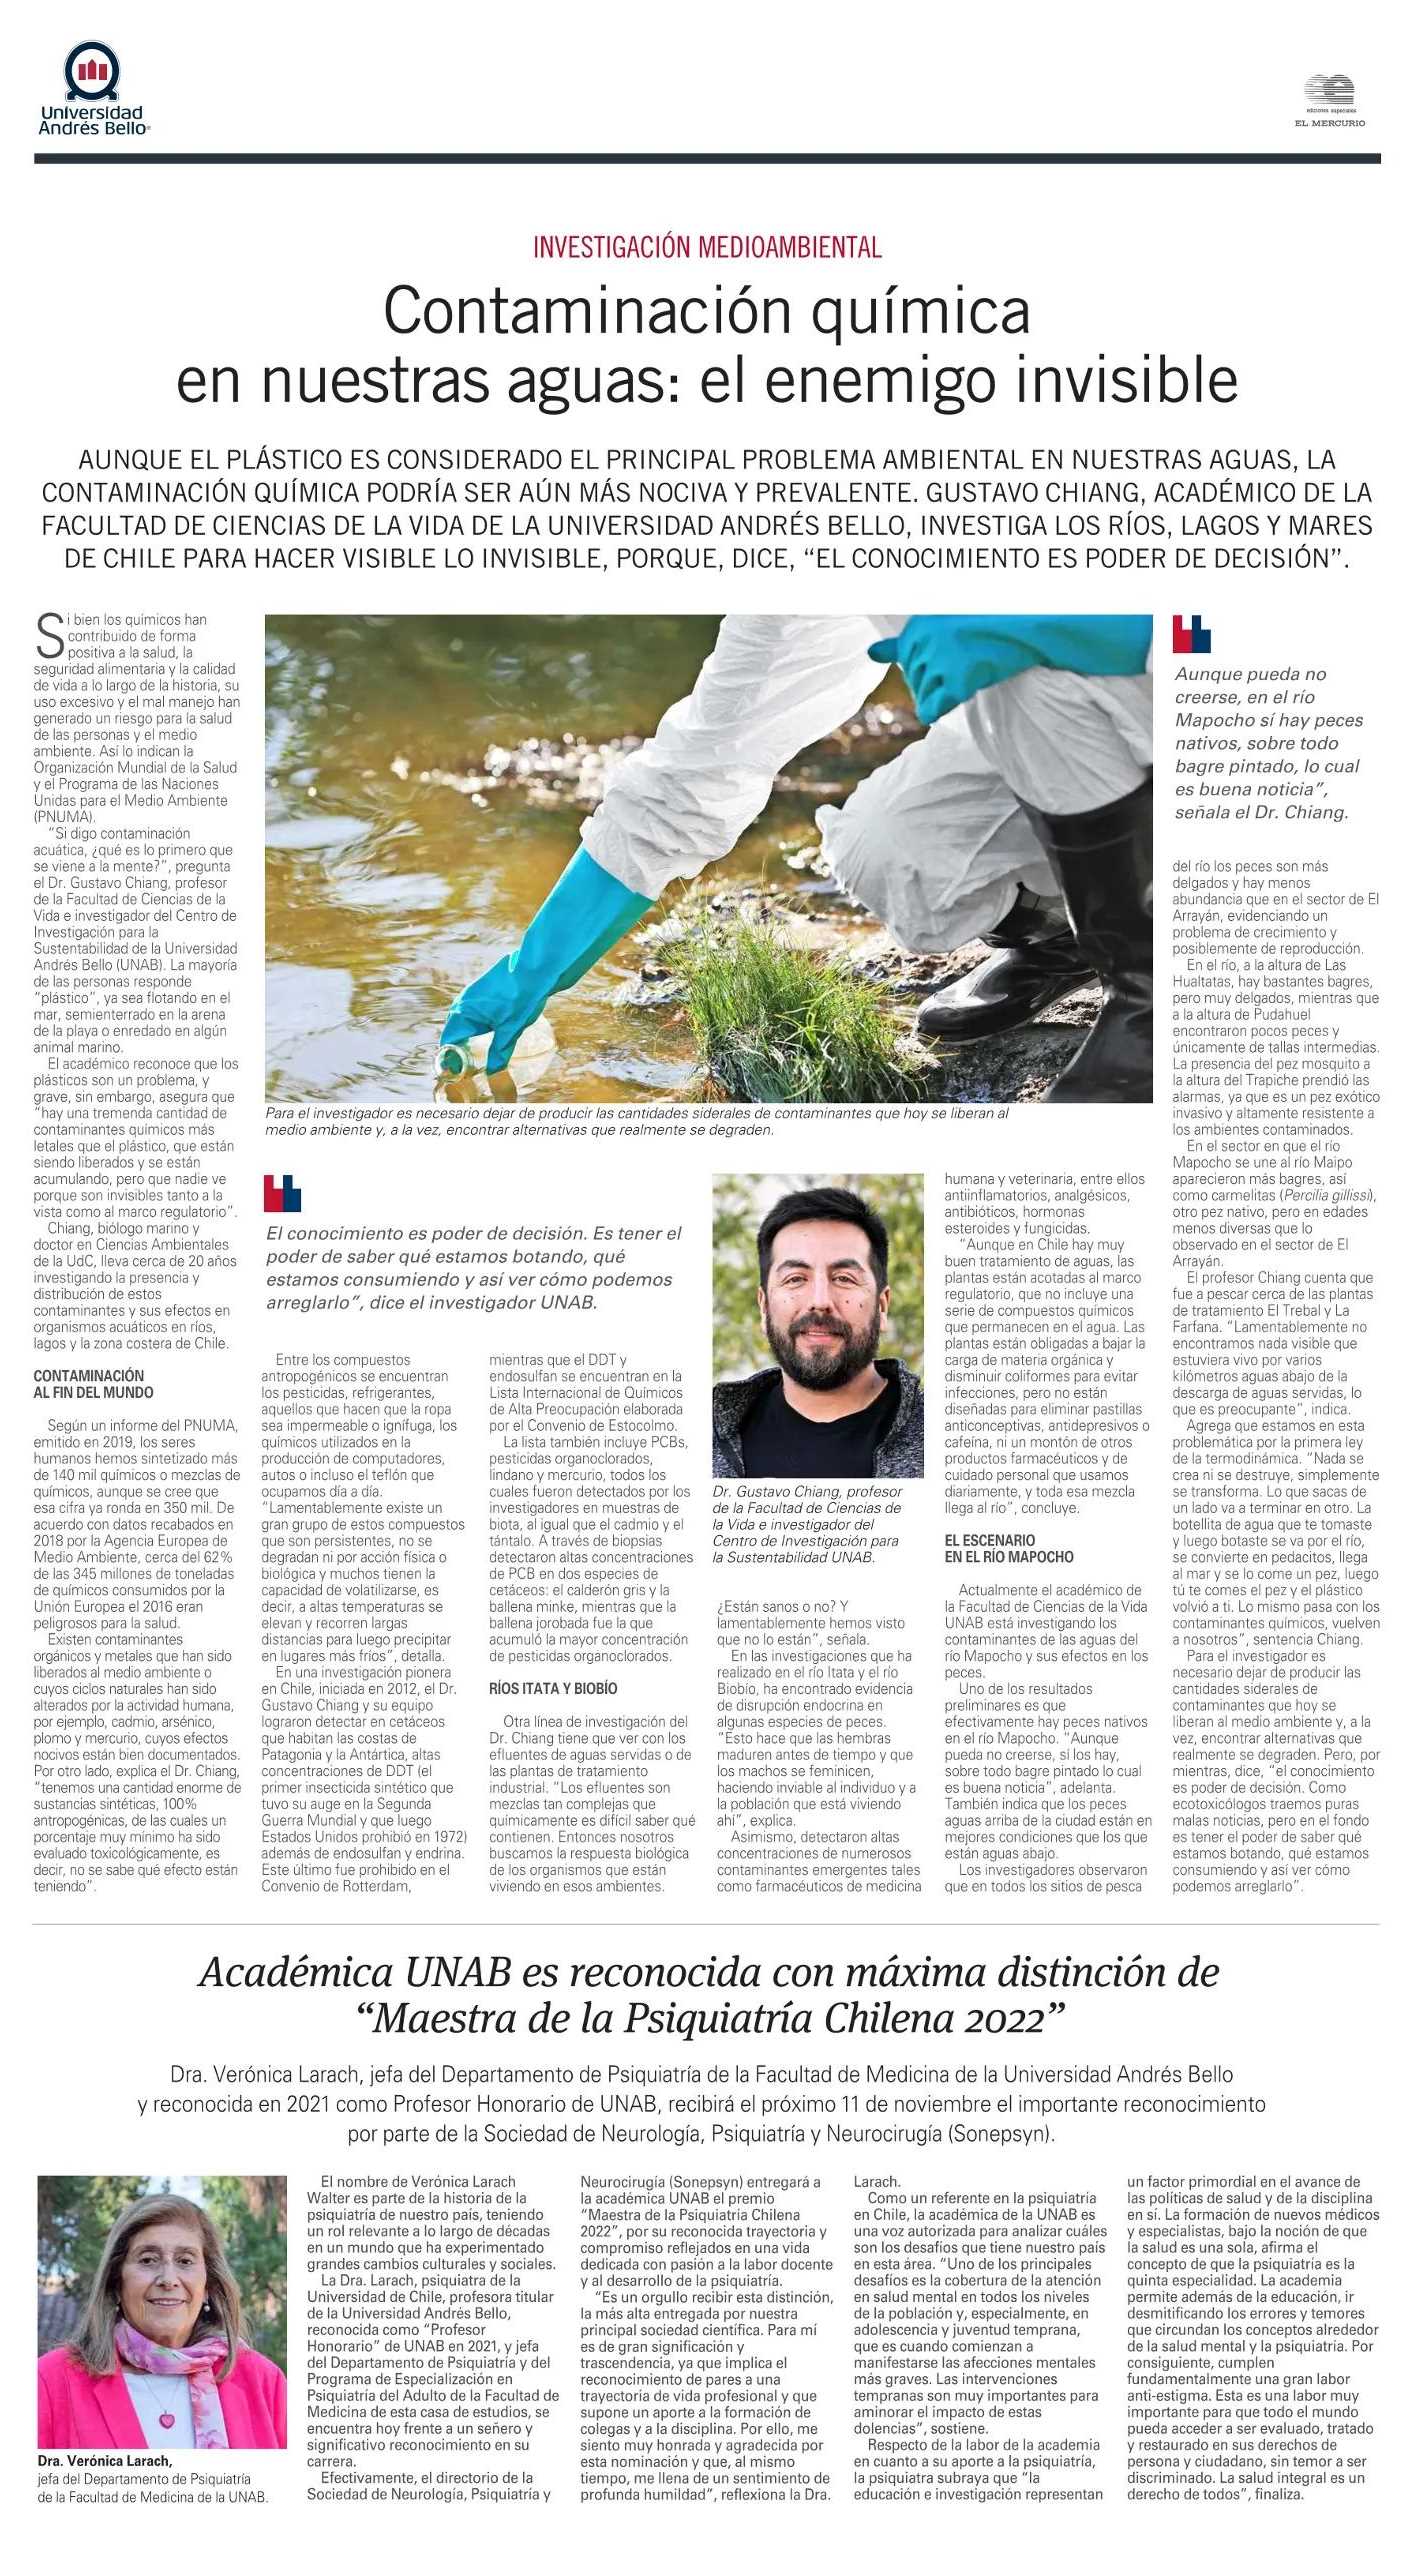 Universidad
Andrés Bello
ediciones especiales
EL MERCURIO
INVESTIGACIÓN MEDIOAMBIENTAL
Contaminación química
en nuestras aguas: el enemigo invisible
AUNQUE EL PLÁSTICO ES CONSIDERADO EL PRINCIPAL PROBLEMA AMBIENTAL EN NUESTRAS AGUAS, LA
CONTAMINACIÓN QUÍMICA PODRÍA SER AÚN MÁS NOCIVA Y PREVALENTE. GUSTAVO CHIANG, ACADÉMICO DE LA
FACULTAD DE CIENCIAS DE LA VIDA DE LA UNIVERSIDAD ANDRÉS BELLO, INVESTIGA LOS RÍOS, LAGOS Y MARES
DE CHILE PARA HACER VISIBLE LO INVISIBLE, PORQUE, DICE, “EL CONOCIMIENTO ES PODER DE DECISIÓN”.
Si bien los químicos han
contribuido de forma
positiva a la salud, la
seguridad alimentaria y la calidad
de vida a lo largo de la historia, su
uso excesivo y el mal manejo han
generado un riesgo para la salud
de las personas y el medio
ambiente. Así lo indican la
Organización Mundial de la Salud
y el Programa de las Naciones
Unidas para el Medio Ambiente
(PNUMA).
“Si digo contaminación
acuática, ¿qué es lo primero que
se viene a la mente?”, pregunta
el Dr. Gustavo Chiang, profesor
de la Facultad de Ciencias de la
Vida e investigador del Centro de
Investigación para la
Sustentabilidad de la Universidad
Andrés Bello (UNAB). La mayoría
de las personas responde
“plástico”, ya sea flotando en el
mar, semienterrado en la arena
de la playa o enredado en algún
animal marino.
El académico reconoce que los
plásticos son un problema, y
grave, sin embargo, asegura que
“hay una tremenda cantidad de
contaminantes químicos más
letales que el plástico, que están
siendo liberados y se están
acumulando, pero que nadie ve
porque son invisibles tanto a la
vista como al marco regulatorio”.
Chiang, biólogo marino y
doctor en Ciencias Ambientales
de la UdC, lleva cerca de 20 años
investigando la presencia y
distribución de estos
contaminantes y sus efectos en
organismos acuáticos en ríos,
lagos y la zona costera de Chile.
CONTAMINACIÓN
AL FIN DEL MUNDO
Según un informe del PNUMA,
emitido en 2019, los seres
humanos hemos sintetizado más
de 140 mil químicos o mezclas de
químicos, aunque se cree que
esa cifra ya ronda en 350 mil. De
acuerdo con datos recabados en
2018 por la Agencia Europea de
Medio Ambiente, cerca del 62%
de las 345 millones de toneladas
de químicos consumidos por la
Unión Europea el 2016 eran
peligrosos para la salud.
Existen contaminantes
orgánicos y metales que han sido
liberados al medio ambiente o
cuyos ciclos naturales han sido
alterados por la actividad humana,
por ejemplo, cadmio, arsénico,
plomo y mercurio, cuyos efectos
nocivos están bien documentados.
Por otro lado, explica el Dr. Chiang,
“tenemos una cantidad enorme de
sustancias sintéticas, 100%
antropogénicas, de las cuales un
porcentaje muy mínimo ha sido
evaluado toxicológicamente, es
decir, no se sabe qué efecto están
teniendo”.
Para el investigador es necesario dejar de producir las cantidades siderales de contaminantes que hoy se liberan al
medio ambiente y, a la vez, encontrar alternativas que realmente se degraden.
El conocimiento es poder de decisión. Es tener el
poder de saber qué estamos botando, qué
estamos consumiendo y así ver cómo podemos
arreglarlo”, dice el investigador UNAB.
Entre los compuestos
antropogénicos se encuentran
los pesticidas, refrigerantes,
aquellos que hacen que la ropa
sea impermeable o ignífuga, los
químicos utilizados en la
producción de computadores,
autos o incluso el teflón que
ocupamos día a día.
“Lamentablemente existe un
gran grupo de estos compuestos
que son persistentes, no se
degradan ni por acción física o
biológica y muchos tienen la
capacidad de volatilizarse, es
decir, a altas temperaturas se
elevan y recorren largas
distancias para luego precipitar
en lugares más fríos”, detalla.
En una investigación pionera
en Chile, iniciada en 2012, el Dr.
Gustavo Chiang y su equipo
lograron detectar en cetáceos
que habitan las costas de
Patagonia y la Antártica, altas
concentraciones de DDT (el
primer insecticida sintético que
tuvo su auge en la Segunda
Guerra Mundial y que luego
Estados Unidos prohibió en 1972)
además de endosulfan y endrina.
Este último fue prohibido en el
Convenio de Rotterdam,
mientras que el DDT y
endosulfan se encuentran en la
Lista Internacional de Químicos
de Alta Preocupación elaborada
por el Convenio de Estocolmo.
La lista también incluye PCBs,
pesticidas organoclorados,
lindano y mercurio, todos los
cuales fueron detectados por los
investigadores en muestras de
biota, al igual que el cadmio y el
tántalo. A través de biopsias
detectaron altas concentraciones
de PCB en dos especies de
cetáceos: el calderón gris y la
ballena minke, mientras que la
ballena jorobada fue la que
acumuló la mayor concentración
de pesticidas organoclorados.
RÍOS ITATA Y BIOBÍO
Otra línea de investigación del
Dr. Chiang tiene que ver con los
efluentes de aguas servidas o de
las plantas de tratamiento
industrial. “Los efluentes son
mezclas tan complejas que
químicamente es difícil saber qué
contienen. Entonces nosotros
buscamos la respuesta biológica
de los organismos que están
viviendo en esos ambientes.
Dr. Gustavo Chiang, profesor
de la Facultad de Ciencias de
la Vida e investigador del
Centro de Investigación para
la Sustentabilidad UNAB.
¿Están sanos o no? Y
lamentablemente hemos visto
que no lo están”, señala.
En las investigaciones que ha
realizado en el río Itata y el río
Biobío, ha encontrado evidencia
de disrupción endocrina en
algunas especies de peces.
“Esto hace que las hembras
maduren antes de tiempo y que
los machos se feminicen,
haciendo inviable al individuo y a
la población que está viviendo
ahí”, explica.
Asimismo, detectaron altas
concentraciones de numerosos
contaminantes emergentes tales
como farmacéuticos de medicina
humana y veterinaria, entre ellos
antiinflamatorios, analgésicos,
antibióticos, hormonas
esteroides y fungicidas.
“Aunque en Chile hay muy
buen tratamiento de aguas, las
plantas están acotadas al marco
regulatorio, que no incluye una
serie de compuestos químicos
que permanecen en el agua. Las
plantas están obligadas a bajar la
carga de materia orgánica y
disminuir coliformes para evitar
infecciones, pero no están
diseñadas para eliminar pastillas
anticonceptivas, antidepresivos o
cafeína, ni un montón de otros
productos farmacéuticos y de
cuidado personal que usamos
diariamente, y toda esa mezcla
llega al río”, concluye.
EL ESCENARIO
EN EL RÍO MAPOCHO
Actualmente el académico de
la Facultad de Ciencias de la Vida
UNAB está investigando los
contaminantes de las aguas del
río Mapocho y sus efectos en los
peces.
Uno de los resultados
preliminares es que
efectivamente hay peces nativos
en el río Mapocho. “Aunque
pueda no creerse, sí los hay,
sobre todo bagre pintado lo cual
es buena noticia”, adelanta.
También indica que los peces
aguas arriba de la ciudad están en
mejores condiciones que los que
están aguas abajo.
Los investigadores observaron
que en todos los sitios de pesca
Aunque pueda no
creerse, en el río
Mapocho sí hay peces
nativos, sobre todo
bagre pintado, lo cual
es buena noticia”,
señala el Dr. Chiang.
del río los peces son más
delgados y hay menos
abundancia que en el sector de El
Arrayán, evidenciando un
problema de crecimiento y
posiblemente de reproducción.
En el río, a la altura de Las
Hualtatas, hay bastantes bagres,
pero muy delgados, mientras que
a la altura de Pudahuel
encontraron pocos peces y
únicamente de tallas intermedias.
La presencia del pez mosquito a
la altura del Trapiche prendió las
alarmas, ya que es un pez exótico
invasivo y altamente resistente a
los ambientes contaminados.
En el sector en que el río
Mapocho se une al río Maipo
aparecieron más bagres, así
como carmelitas (Percilia gillissi),
otro pez nativo, pero en edades
menos diversas que lo
observado en el sector de El
Arrayán.
El profesor Chiang cuenta que
fue a pescar cerca de las plantas
de tratamiento El Trebal y La
Farfana. “Lamentablemente no
encontramos nada visible que
estuviera vivo por varios
kilómetros aguas abajo de la
descarga de aguas servidas, lo
que es preocupante”, indica.
Agrega que estamos en esta
problemática por la primera ley
de la termodinámica. “Nada se
crea ni se destruye, simplemente
se transforma. Lo que sacas de
un lado va a terminar en otro. La
botellita de agua que te tomaste
y luego botaste se va por el río,
se convierte en pedacitos, llega
al mar y se lo come un pez, luego
tú te comes el pez y el plástico
volvió a ti. Lo mismo pasa con los
contaminantes químicos, vuelven
a nosotros”, sentencia Chiang.
Para el investigador es
necesario dejar de producir las
cantidades siderales de
contaminantes que hoy se
liberan al medio ambiente y, a la
vez, encontrar alternativas que
realmente se degraden. Pero, por
mientras, dice, “el conocimiento
es poder de decisión. Como
ecotoxicólogos traemos puras
malas noticias, pero en el fondo
es tener el poder de saber qué
estamos botando, qué estamos
consumiendo y así ver cómo
podemos arreglarlo”.
Académica UNAB es reconocida con máxima distinción de
“Maestra de la Psiquiatría Chilena 2022”
Dra. Verónica Larach, jefa del Departamento de Psiquiatría de la Facultad de Medicina de la Universidad Andrés Bello
y reconocida en 2021 como Profesor Honorario de UNAB, recibirá el próximo 11 de noviembre el importante reconocimiento
por parte de la Sociedad de Neurología, Psiquiatría y Neurocirugía (Sonepsyn).
Dra. Verónica Larach,
jefa del Departamento de Psiquiatría
de la Facultad de Medicina de la UNAB.
El nombre de Verónica Larach
Walter es parte de la historia de la
psiquiatría de nuestro país, teniendo
un rol relevante a lo largo de décadas
en un mundo que ha experimentado
grandes cambios culturales y sociales.
La Dra. Larach, psiquiatra de la
Universidad de Chile, profesora titular
de la Universidad Andrés Bello,
reconocida como “Profesor
Honorario” de UNAB en 2021, y jefa
del Departamento de Psiquiatría y del
Programa de Especialización en
Psiquiatría del Adulto de la Facultad de
Medicina de esta casa de estudios, se
encuentra hoy frente a un señero y
significativo reconocimiento en su
carrera.
Efectivamente, el directorio de la
Sociedad de Neurología, Psiquiatría y
Neurocirugía (Sonepsyn) entregará a
la académica UNAB el premio
“Maestra de la Psiquiatría Chilena
2022”, por su reconocida trayectoria y
compromiso reflejados en una vida
dedicada con pasión a la labor docente
y al desarrollo de la psiquiatría.
“Es un orgullo recibir esta distinción,
la más alta entregada por nuestra
principal sociedad científica. Para mí
es de gran significación y
trascendencia, ya que implica el
reconocimiento de pares a una
trayectoria de vida profesional y que
supone un aporte a la formación de
colegas y a la disciplina. Por ello, me
siento muy honrada y agradecida por
esta nominación y que, al mismo
tiempo, me llena de un sentimiento de
profunda humildad”, reflexiona la Dra.
Larach.
Como un referente en la psiquiatría
en Chile, la académica de la UNAB es
una voz autorizada para analizar cuáles
son los desafíos que tiene nuestro país
en esta área. “Uno de los principales
desafíos es la cobertura de la atención
en salud mental en todos los niveles
de la población y, especialmente, en
adolescencia y juventud temprana,
que es cuando comienzan a
manifestarse las afecciones mentales
más graves. Las intervenciones
tempranas son muy importantes para
aminorar el impacto de estas
dolencias”, sostiene.
Respecto de la labor de la academia
en cuanto a su aporte a la psiquiatría,
la psiquiatra subraya que “la
educación e investigación representan
un factor primordial en el avance de
las políticas de salud y de la disciplina
en sí. La formación de nuevos médicos
y especialistas, bajo la noción de que
la salud es una sola, afirma el
concepto de que la psiquiatría es la
quinta especialidad. La academia
permite además de la educación, ir
desmitificando los errores y temores
que circundan los conceptos alrededor
de la salud mental y la psiquiatría. Por
consiguiente, cumplen
fundamentalmente una gran labor
anti-estigma. Esta es una labor muy
importante para que todo el mundo
pueda acceder a ser evaluado, tratado
y restaurado en sus derechos de
persona y ciudadano, sin temor a ser
discriminado. La salud integral es un
derecho de todos”, finaliza.